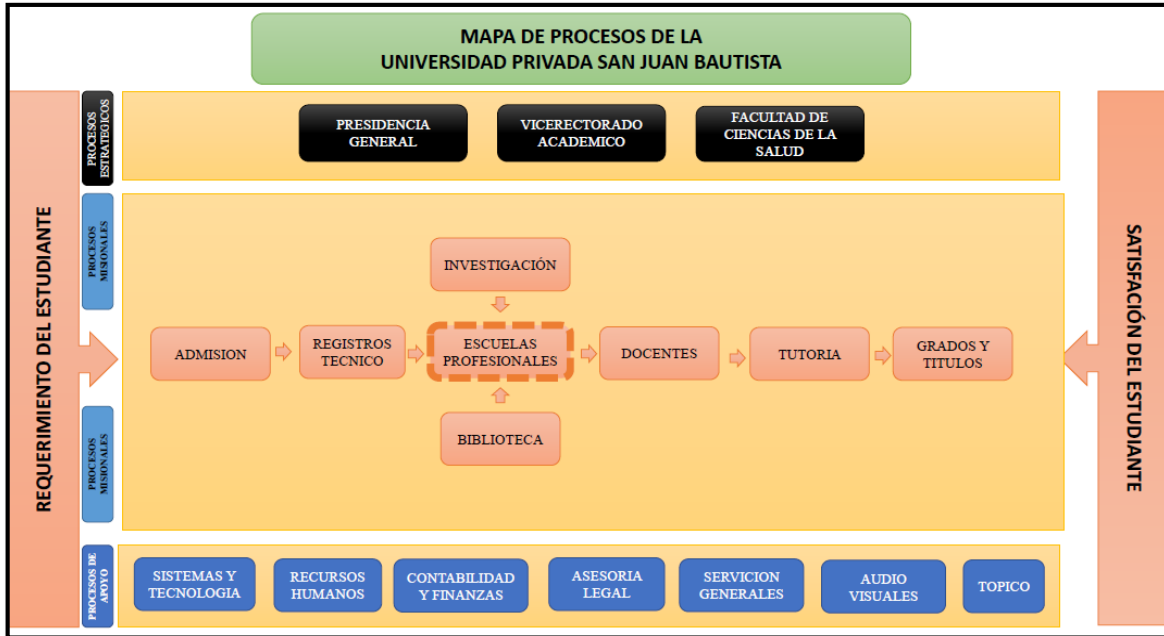 MAPA DE PROCESOS DE LA
UNIVERSIDAD PRIVADA SAN JUAN BAUTISTA
REQUERIMIENTO DEL ESTUDIANTE
PROCESOS
ESTRATEGICOS
PRESIDENCIA
GENERAL
VICERECTORADO
ACADEMICO
FACULTAD DE
CIENCIAS DE LA
SALUD
PROCESOS
MISIONALES
INVESTIGACIÓN
ADMISION
REGISTROS
TECNICO
ESCUELAS
PROFESIONALES
DOCENTES
TUTORIA
GRADOS Y
TITULOS
BIBLIOTECA
PROCESOS
MISIONALES
PROCESOS DE
APOYO
SISTEMAS Y
TECNOLOGIA
RECURSOS
HUMANOS
CONTABILIDAD
Y FINANZAS
ASESORIA
LEGAL
SERVICION
GENERALES
AUDIO
VISUALES
TOPICO
SATISFACIÓN DEL ESTUDIANTE